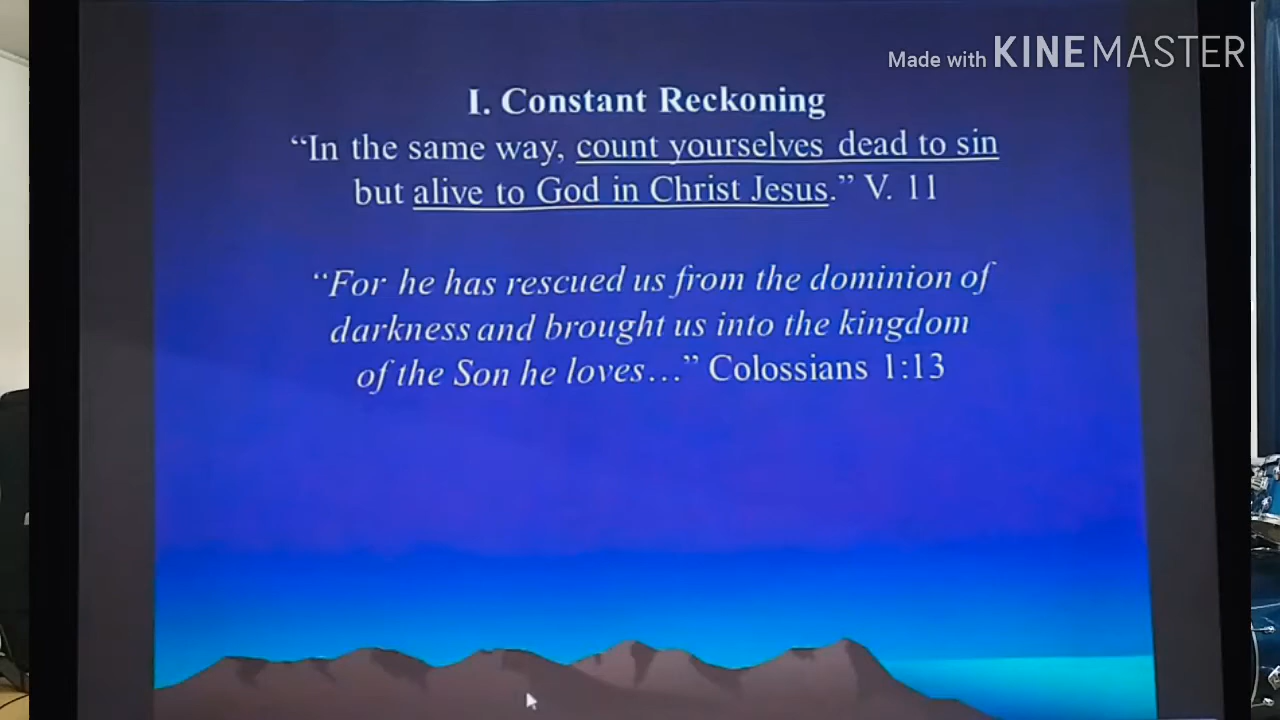 Made with KINEMASTER
I. Constant Reckoning
“In the same way, count yourselves dead to sin
but alive to God in Christ Jesus.” V. 11
“For he has rescued us from the dominion of
darkness and brought us into the kingdom
of the Son he loves…” Colossians 1:13